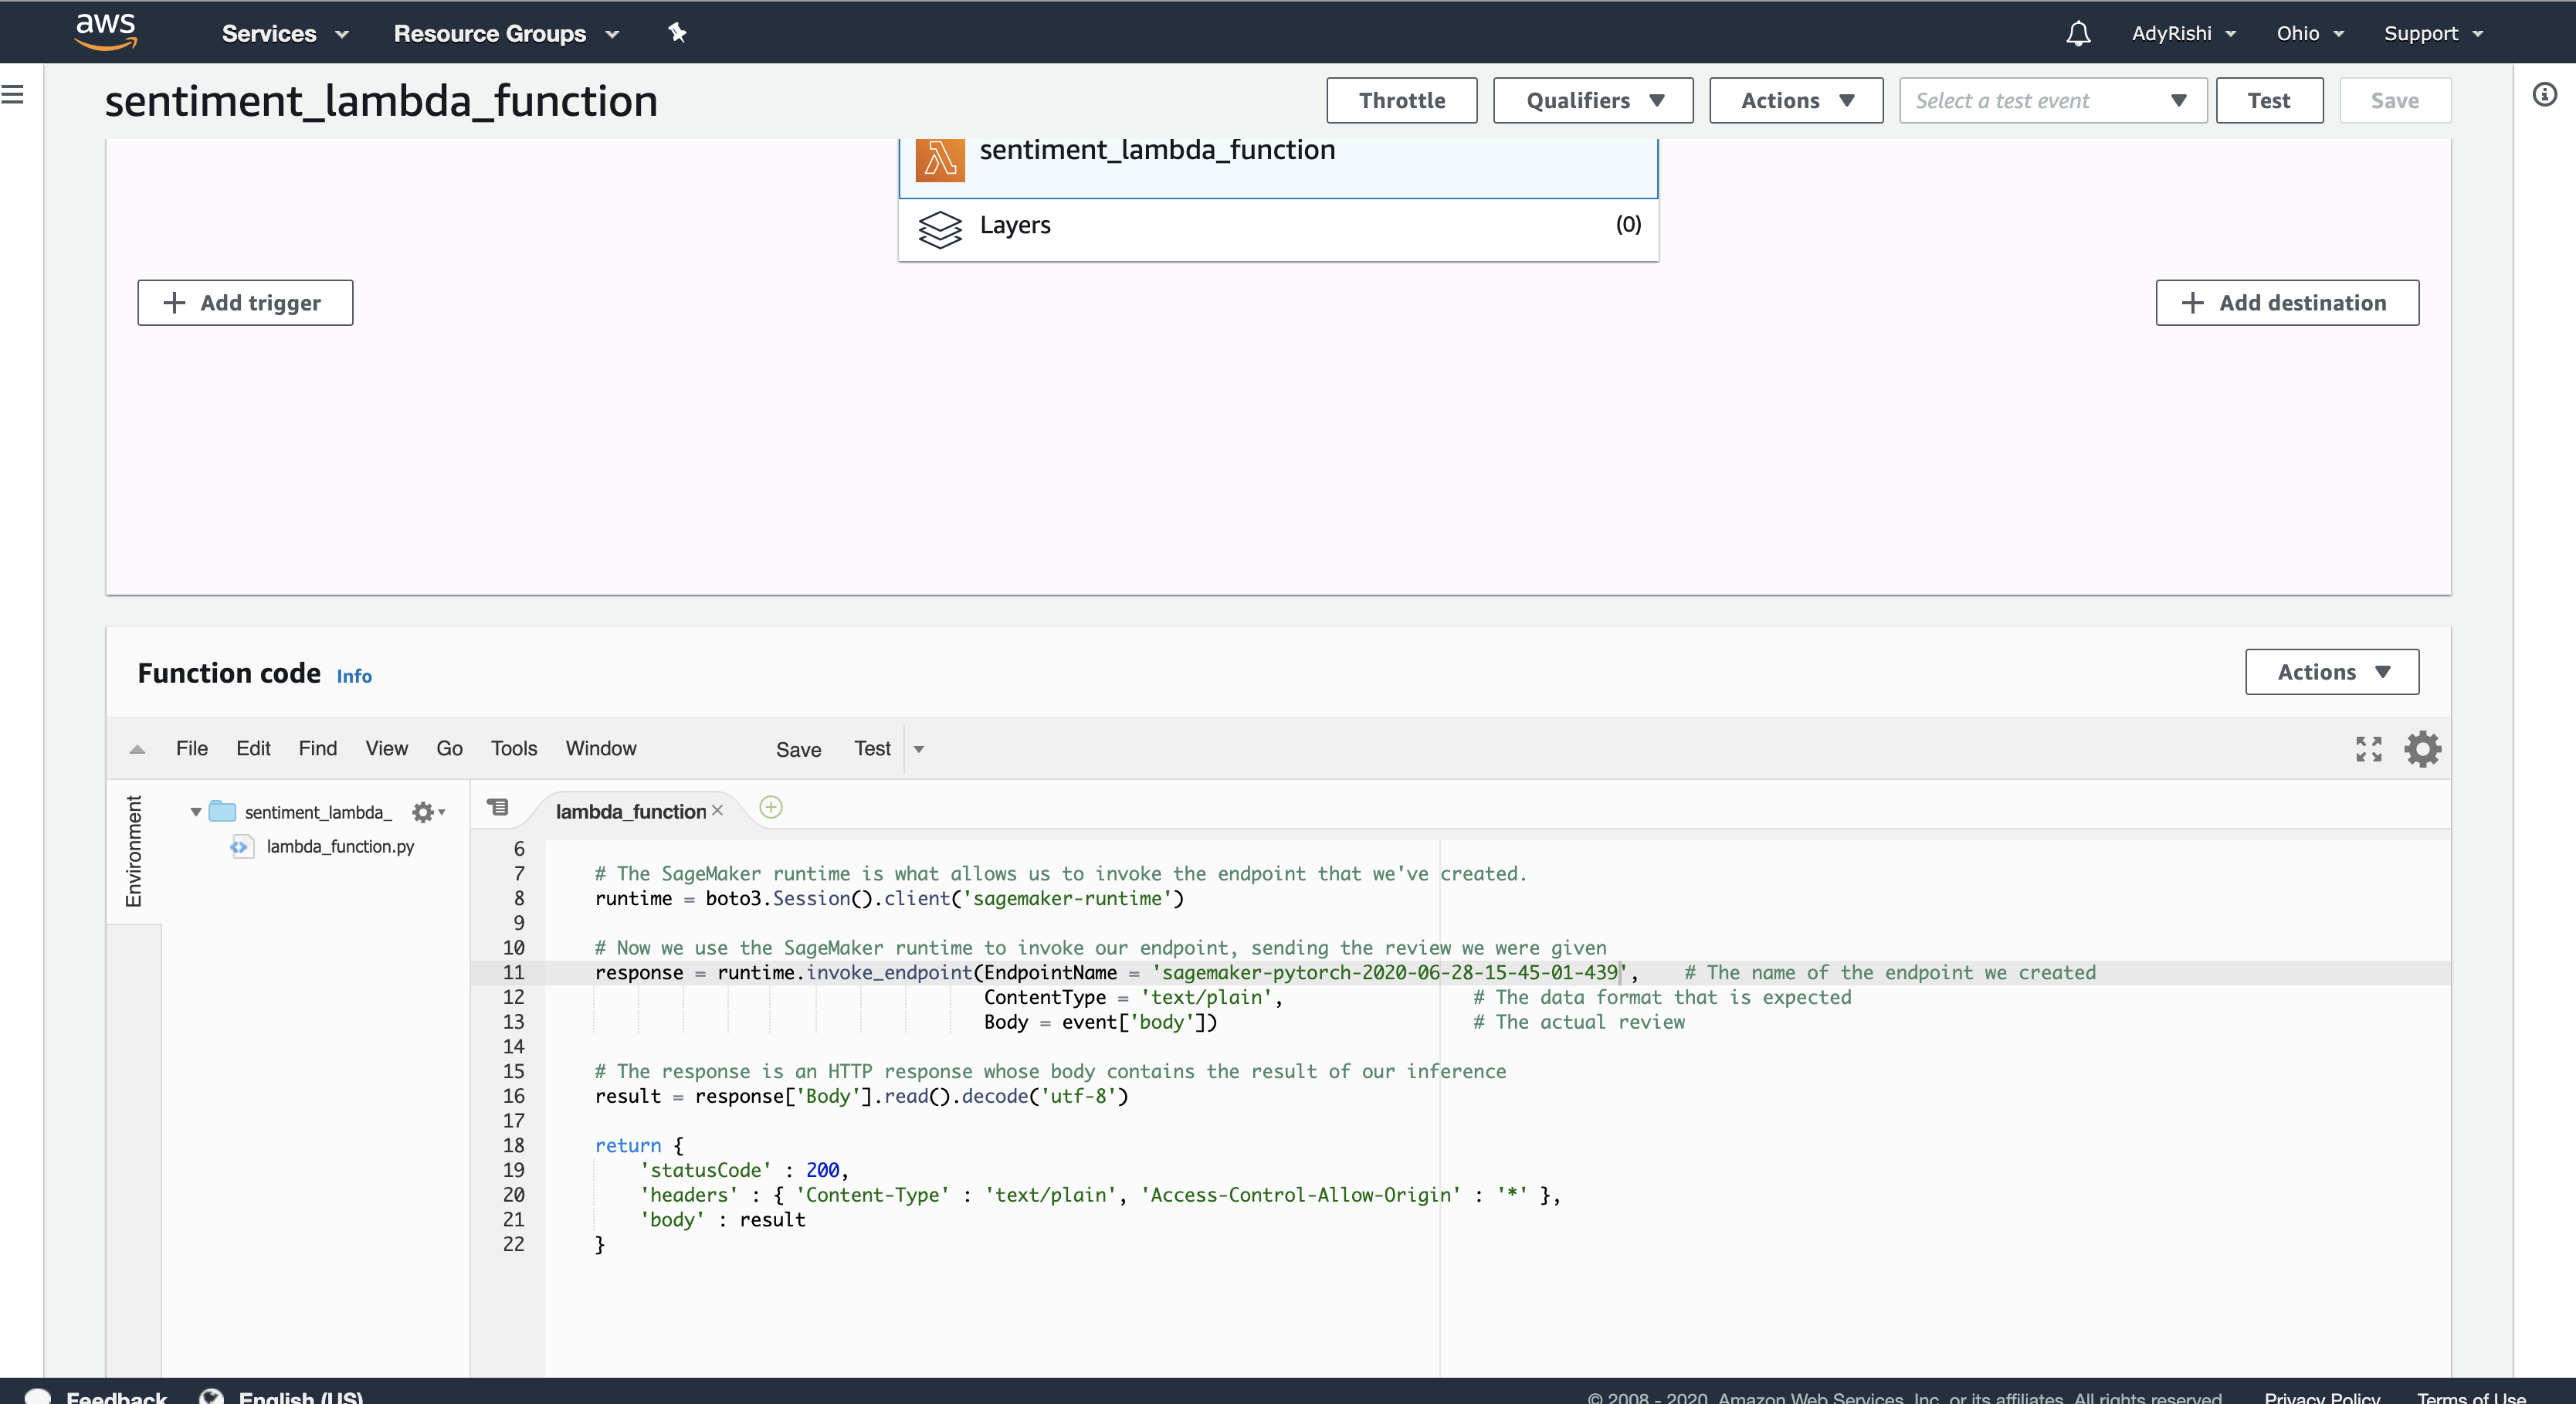 aws Services Resource Groups AdyRishi Ohio Support
sentiment_lambda_function Throttle Qualifiers Actions Select a test event Test Save
sentiment_lambda_function
Layers (0)
+ Add trigger + Add destination
Function code Info Actions
File Edit Find View Go Tools Window Save Test
Environment
sentiment_lambda_
lambda_function.py
lambda_function ×
6
7 # The SageMaker runtime is what allows us to invoke the endpoint that we've created.
8 runtime = boto3.Session().client('sagemaker-runtime')
9
10 # Now we use the SageMaker runtime to invoke our endpoint, sending the review we were given
11 response = runtime.invoke_endpoint(EndpointName = 'sagemaker-pytorch-2020-06-28-15-45-01-439', # The name of the endpoint we created
12 ContentType = 'text/plain', # The data format that is expected
13 Body = event['body']) # The actual review
14
15 # The response is an HTTP response whose body contains the result of our inference
16 result = response['Body'].read().decode('utf-8')
17
18 return {
19 'statusCode' : 200,
20 'headers' : { 'Content-Type' : 'text/plain', 'Access-Control-Allow-Origin' : '*' },
21 'body' : result
22 }
Feedback English (US) © 2008 - 2020, Amazon Web Services, Inc. or its affiliates. All rights reserved. Privacy Policy Terms of Use